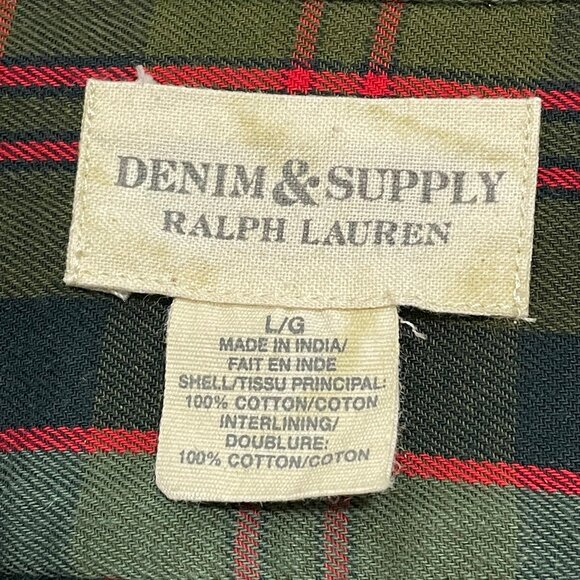 DENIM & SUPPLY
RALPH LAUREN
L/G
MADE IN INDIA/
FAIT EN INDE
SHELL/TISSU PRINCIPAL:
100% COTTON/COTON
INTERLINING/
DOUBLURE:
100% COTTON/COTON